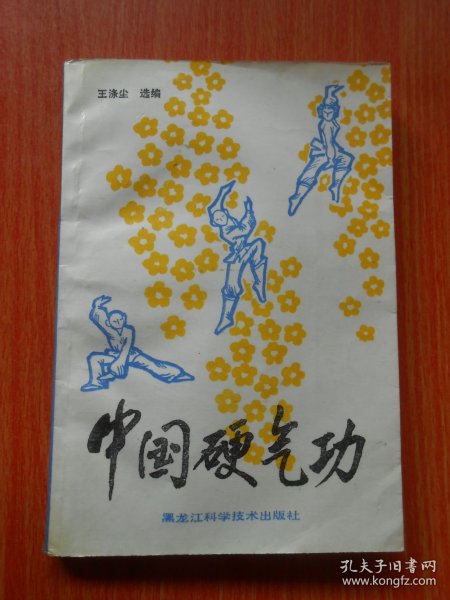 王涤尘 选编
中国硬气功
黑龙江科学技术出版社
孔夫子旧书网
www.kongfz.com